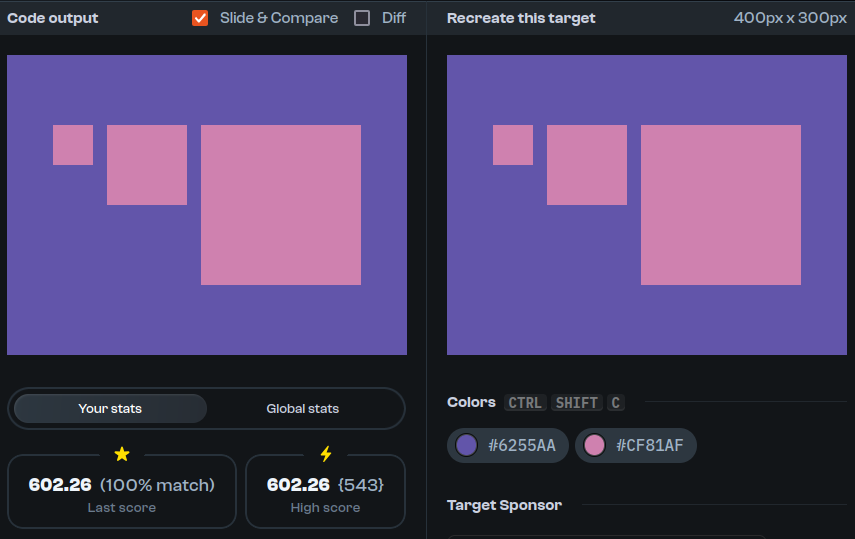 Code output
Slide & Compare
Diff
Recreate this target
400px x 300px
Your stats
Global stats
602.26 (100% match)
Last score
602.26 {543}
High score
Colors CTRL SHIFT C
#6255AA
#CF81AF
Target Sponsor